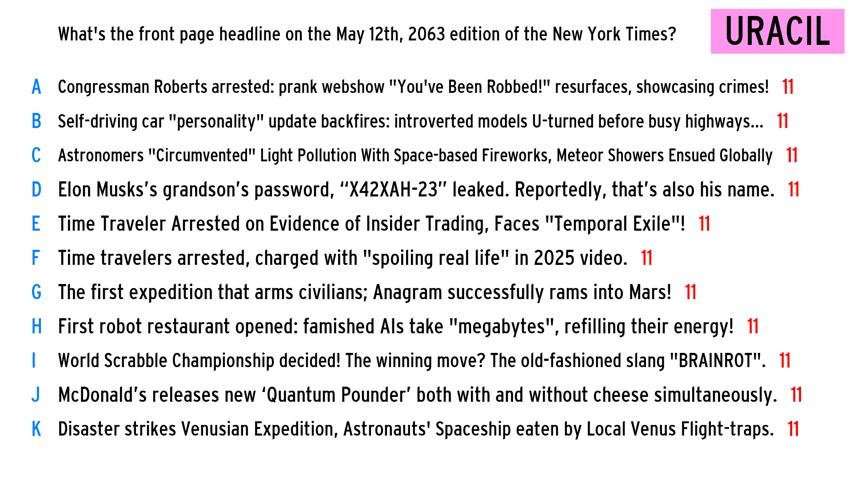 What's the front page headline on the May 12th, 2063 edition of the New York Times?
URACIL
A Congressman Roberts arrested: prank webshow "You've Been Robbed!" resurfaces, showcasing crimes! 11
B Self-driving car "personality" update backfires: introverted models U-turned before busy highways... 11
C Astronomers "Circumvented" Light Pollution With Space-based Fireworks, Meteor Showers Ensued Globally 11
D Elon Musks's grandson's password, “X42XAH-23” leaked. Reportedly, that's also his name. 11
E Time Traveler Arrested on Evidence of Insider Trading, Faces "Temporal Exile"! 11
F Time travelers arrested, charged with "spoiling real life" in 2025 video. 11
G The first expedition that arms civilians; Anagram successfully rams into Mars! 11
H First robot restaurant opened: famished AIs take "megabytes", refilling their energy! 11
I World Scrabble Championship decided! The winning move? The old-fashioned slang "BRAINROT". 11
J McDonald's releases new ‘Quantum Pounder’ both with and without cheese simultaneously. 11
K Disaster strikes Venusian Expedition, Astronauts' Spaceship eaten by Local Venus Flight-traps. 11